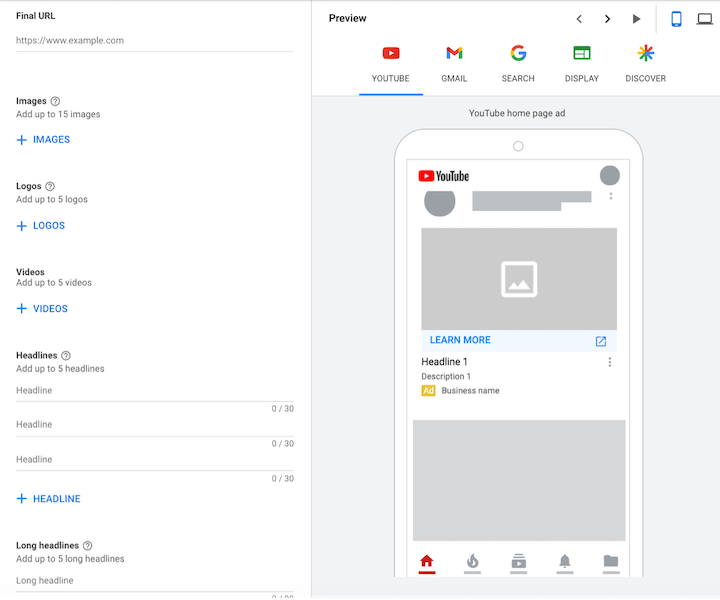 Final URL
https://www.example.com
Images
Add up to 15 images
+ IMAGES
Logos
Add up to 5 logos
+ LOGOS
Videos
Add up to 5 videos
+ VIDEOS
Headlines
Add up to 5 headlines
Headline
0 / 30
Headline
0 / 30
Headline
0 / 30
+ HEADLINE
Long headlines
Add up to 5 long headlines
Long headline
Preview
YOUTUBE
GMAIL
SEARCH
DISPLAY
DISCOVER
YouTube home page ad
YouTube
LEARN MORE
Headline 1
Description 1
Ad Business name